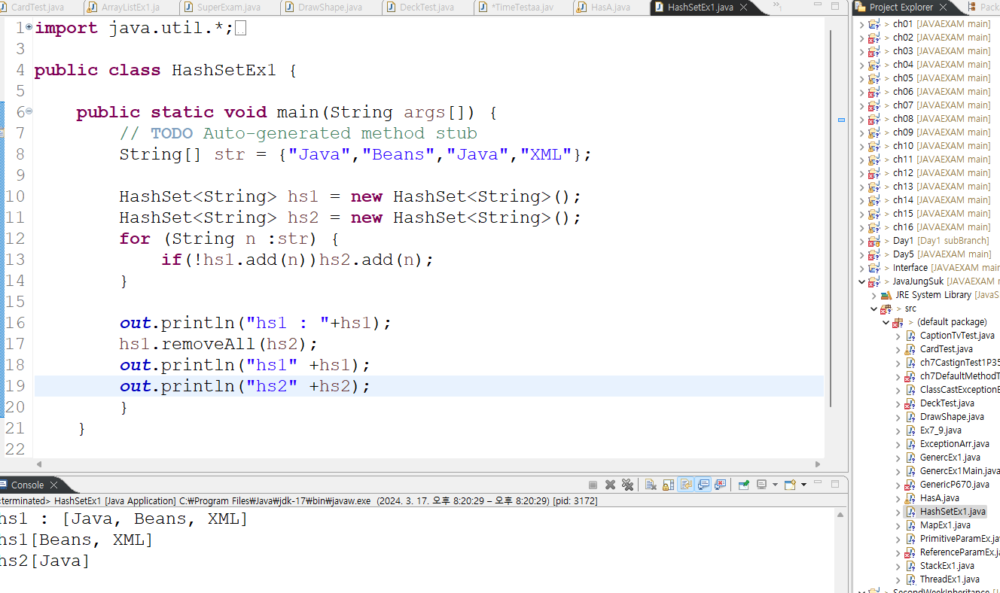 CardTest.java ArrayListEx1.ja SuperExam.java DrawShape.java DeckTest.java *TimeTestaa.jav HasA.java HashSetEx1.java
1 import java.util.*;
3
4 public class HashSetEx1 {
5
6 public static void main(String args[]) {
7 // TODO Auto-generated method stub
8 String[] str = {"Java","Beans","Java","XML"};
9
10 HashSet<String> hs1 = new HashSet<String>();
11 HashSet<String> hs2 = new HashSet<String>();
12 for (String n :str) {
13 if(!hs1.add(n))hs2.add(n);
14 }
15
16 out.println("hs1 : "+hs1);
17 hs1.removeAll(hs2);
18 out.println("hs1" +hs1);
19 out.println("hs2" +hs2);
20 }
21 }
22
Console
<terminated> HashSetEx1 [Java Application] C:₩Program Files₩Java₩jdk-17₩bin₩javaw.exe (2024. 3. 17. 오후 8:20:29 – 오후 8:20:29) [pid: 3172]
hs1 : [Java, Beans, XML]
hs1[Beans, XML]
hs2[Java]
Project Explorer Pack
> ch01 [JAVAEXAM main]
> ch02 [JAVAEXAM main]
> ch03 [JAVAEXAM main]
> ch04 [JAVAEXAM main]
> ch05 [JAVAEXAM main]
> ch06 [JAVAEXAM main]
> ch07 [JAVAEXAM main]
> ch08 [JAVAEXAM main]
> ch09 [JAVAEXAM main]
> ch10 [JAVAEXAM main]
> ch11 [JAVAEXAM main]
> ch12 [JAVAEXAM main]
> ch13 [JAVAEXAM main]
> ch14 [JAVAEXAM main]
> ch15 [JAVAEXAM main]
> ch16 [JAVAEXAM main]
> Day1 [Day1 subBranch]
> Day5 [JAVAEXAM main]
> Interface [JAVAEXAM main
> JavaJungSuk [JAVAEXAM
JRE System Library [JavaS
> src
> (default package)
CaptionTvTest.java
CardTest.java
ch7CastignTest1P35
ch7DefaultMethodT
ClassCastExceptionE
DeckTest.java
DrawShape.java
Ex7_9.java
ExceptionArr.java
GenercEx1.java
GenercEx1Main.java
GenericP670.java
HasA.java
HashSetEx1.java
MapEx1.java
PrimitiveParamEx.ja
ReferenceParamEx.j
StackEx1.java
ThreadEx1.java
SecondWeekInheritance